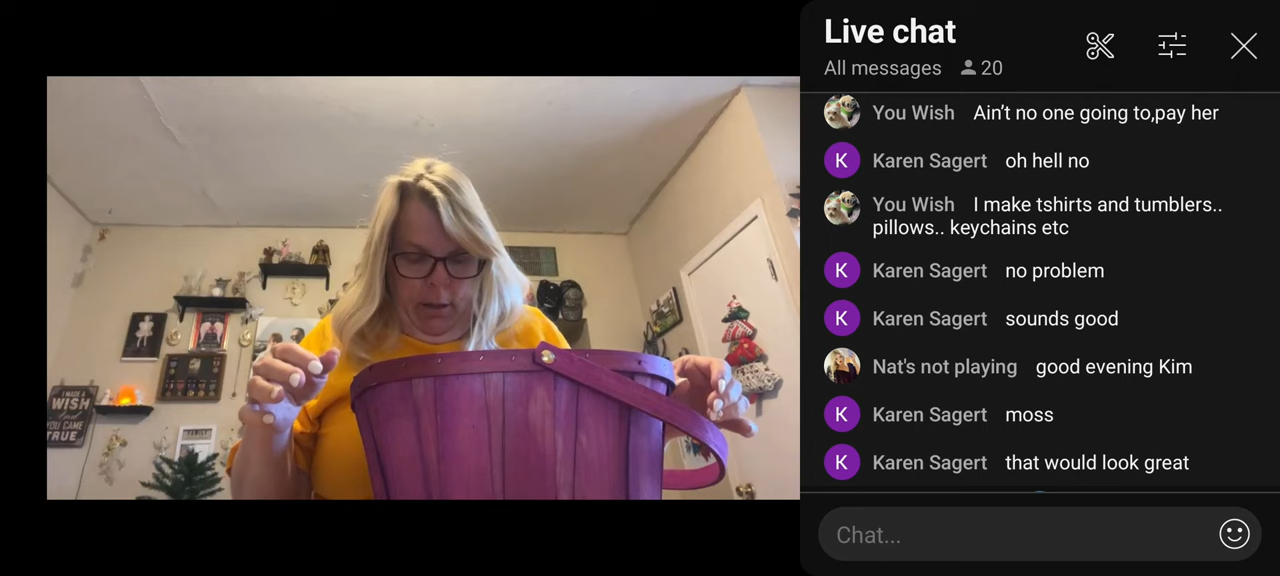 I MADE A
WISH
And
YOU CAME
TRUE
Live chat
All messages 20
You Wish Ain't no one going to,pay her
K Karen Sagert oh hell no
You Wish I make tshirts and tumblers..
pillows.. keychains etc
K Karen Sagert no problem
K Karen Sagert sounds good
Nat's not playing good evening Kim
K Karen Sagert moss
K Karen Sagert that would look great
Chat...